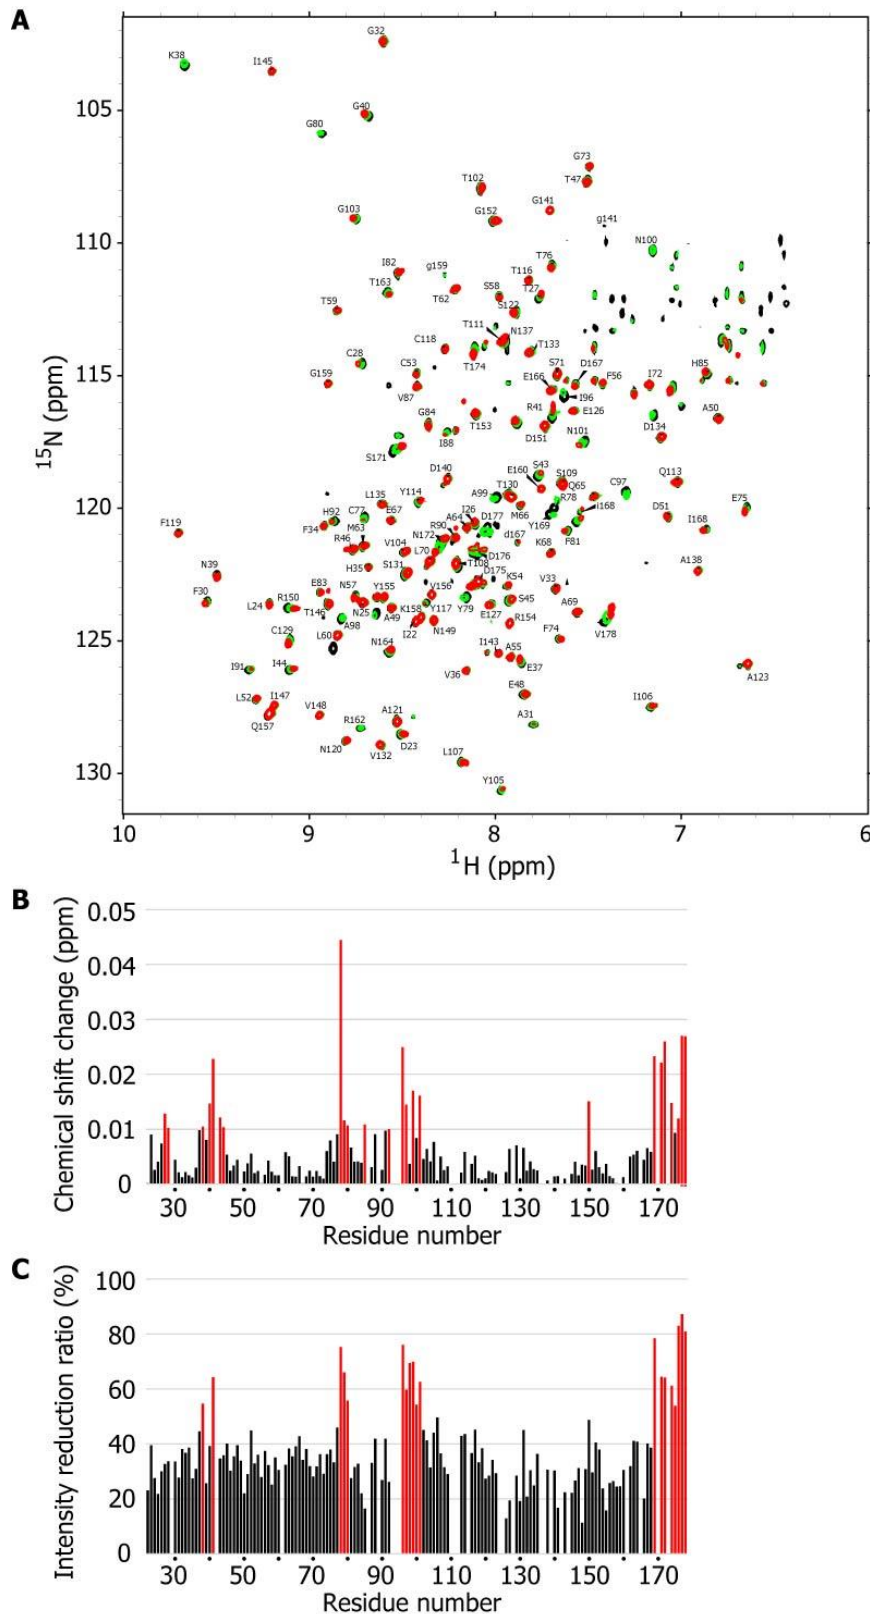 A
G32
K38
I145
105
G40
G80
G73
T102
T47
G103
G152
G141
g141
110
N100
I82
g159
T76
T163
T62
S58
T116
T27
T59
S122
T111
N137
C118
T133
C28
T174
D167
115
C53
S71
I72
H85
G159
V87
E166
F56
I96
G84
R41
E126
A50
T153
I88
D151
N101
D134
S171
D140
S43
E160
S109
T130
Q65
C97
Q113
L135
Y114
A99
R78
E75
120
H92
C77
E67
I26
M66
A64
D177
Y169
i168
D51
I168
F119
R46
M63
N172
R90
V104
L70
d167
K68
F81
H35
D176
T108
A138
N39
S131
D175
K54
V33
E83
N57
Y155
V156
F30
L24
R150
Y79
S45
T146
N25
A49
K158
Y117
E127
R154
A69
A98
V178
125
C129
L60
I22
N149
N164
I143
A55
F74
I91
I44
V36
E37
A123
L52
I147
E48
V148
A121
I106
Q157
R162
A31
N120
V132
D23
L107
130
Y105
15N (ppm)
10
9
8
7
6
1H (ppm)
B
Chemical shift change (ppm)
0.05
0.04
0.03
0.02
0.01
0
30 50 70 90 110 130 150 170
Residue number
C
Intensity reduction ratio (%)
100
80
60
40
20
0
30 50 70 90 110 130 150 170
Residue number